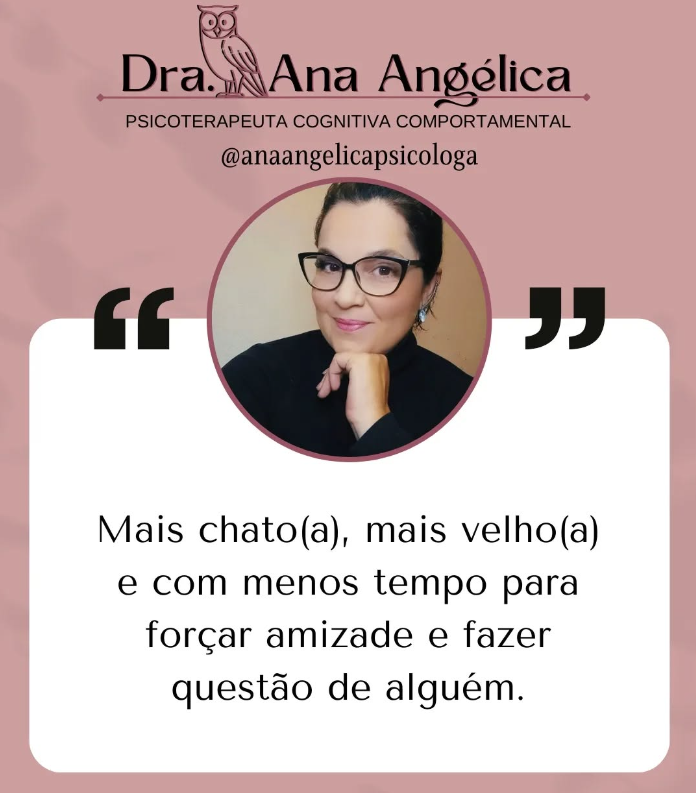 Dra. Ana Angélica
PSICOTERAPEUTA COGNITIVA COMPORTAMENTAL
@anaangelicapsicologa
“ ”
Mais chato(a), mais velho(a)
e com menos tempo para
forçar amizade e fazer
questão de alguém.